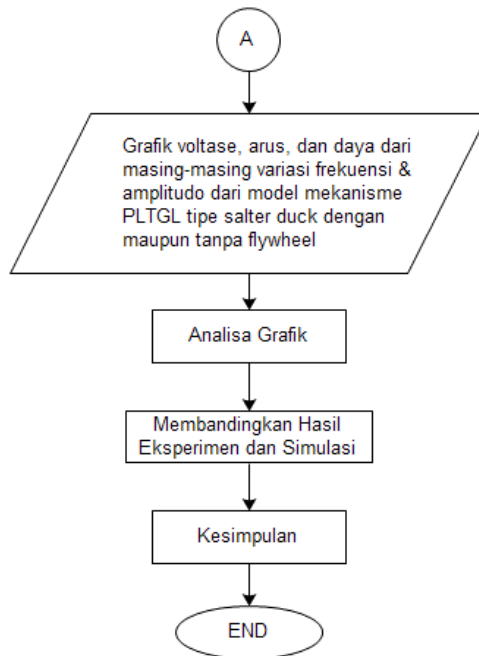 A
Grafik voltase, arus, dan daya dari
masing-masing variasi frekuensi &
amplitudo dari model mekanisme
PLTGL tipe salter duck dengan
maupun tanpa flywheel
Analisa Grafik
Membandingkan Hasil
Eksperimen dan Simulasi
Kesimpulan
END